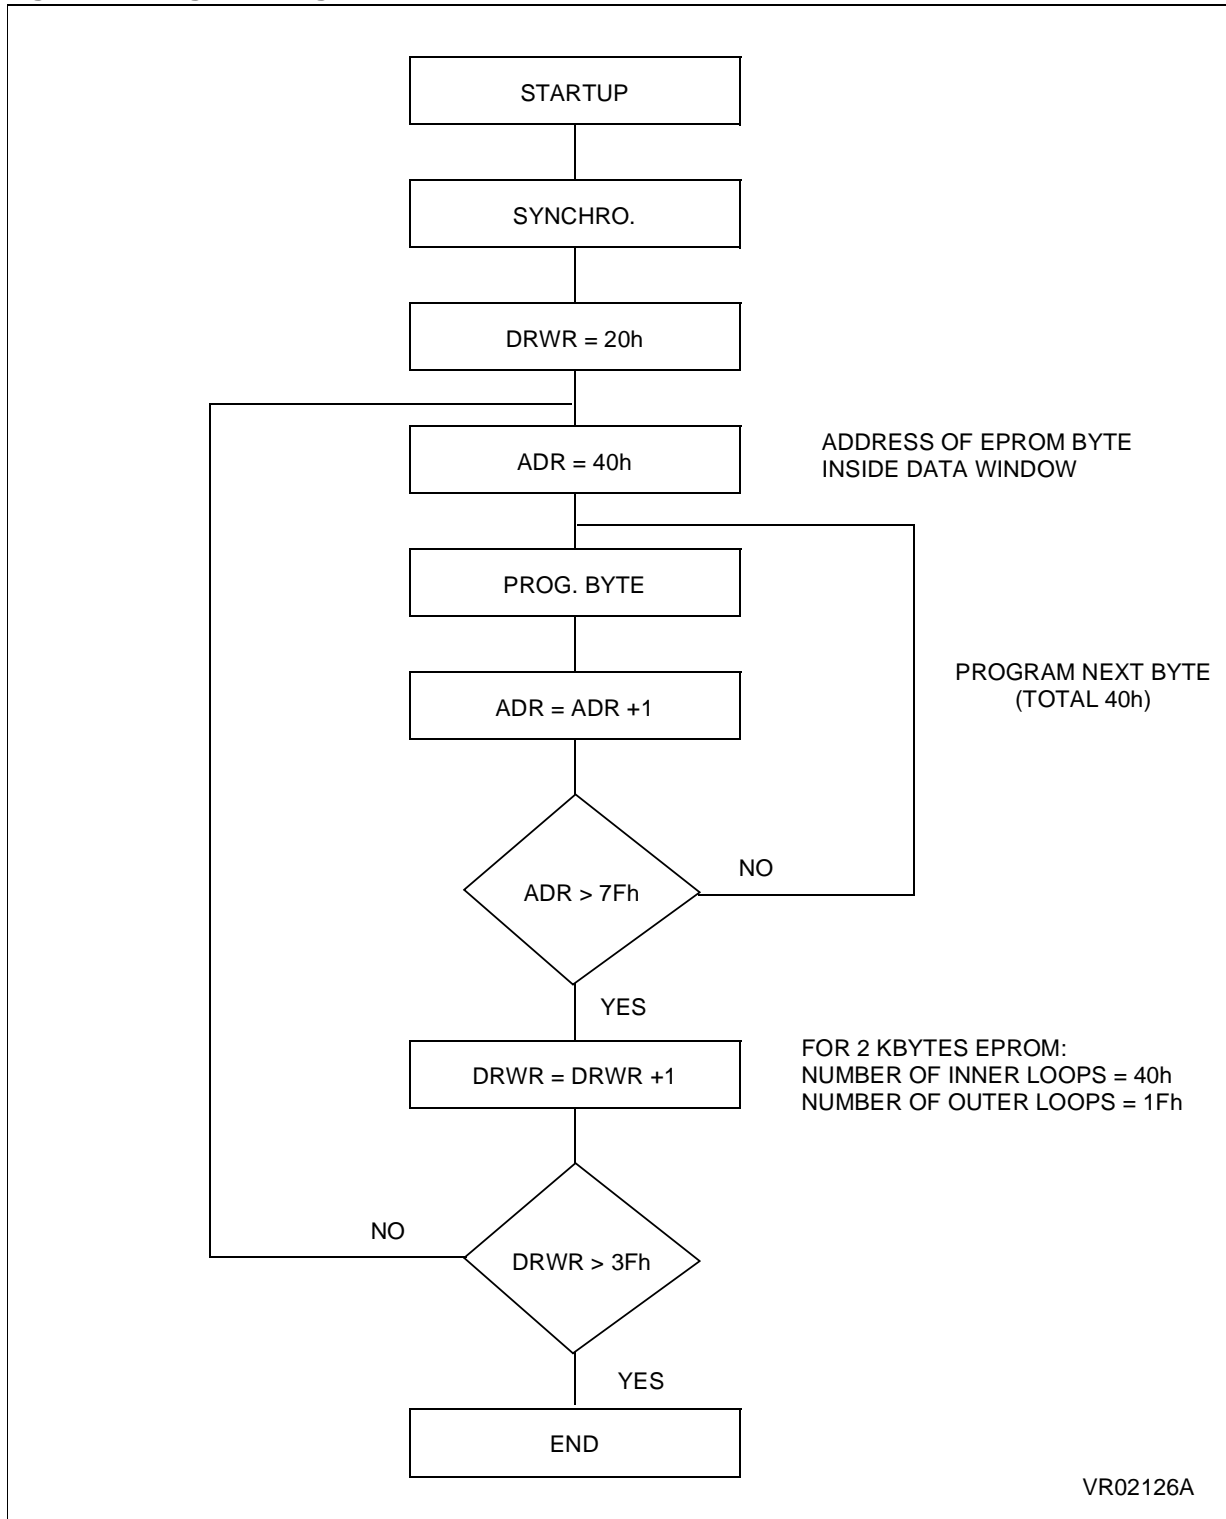 STARTUP
SYNCHRO.
DRWR = 20h
ADR = 40h
ADDRESS OF EPROM BYTE
INSIDE DATA WINDOW
PROG. BYTE
ADR = ADR +1
PROGRAM NEXT BYTE
(TOTAL 40h)
ADR > 7Fh
NO
YES
DRWR = DRWR +1
FOR 2 KBYTES EPROM:
NUMBER OF INNER LOOPS = 40h
NUMBER OF OUTER LOOPS = 1Fh
NO
DRWR > 3Fh
YES
END
VR02126A